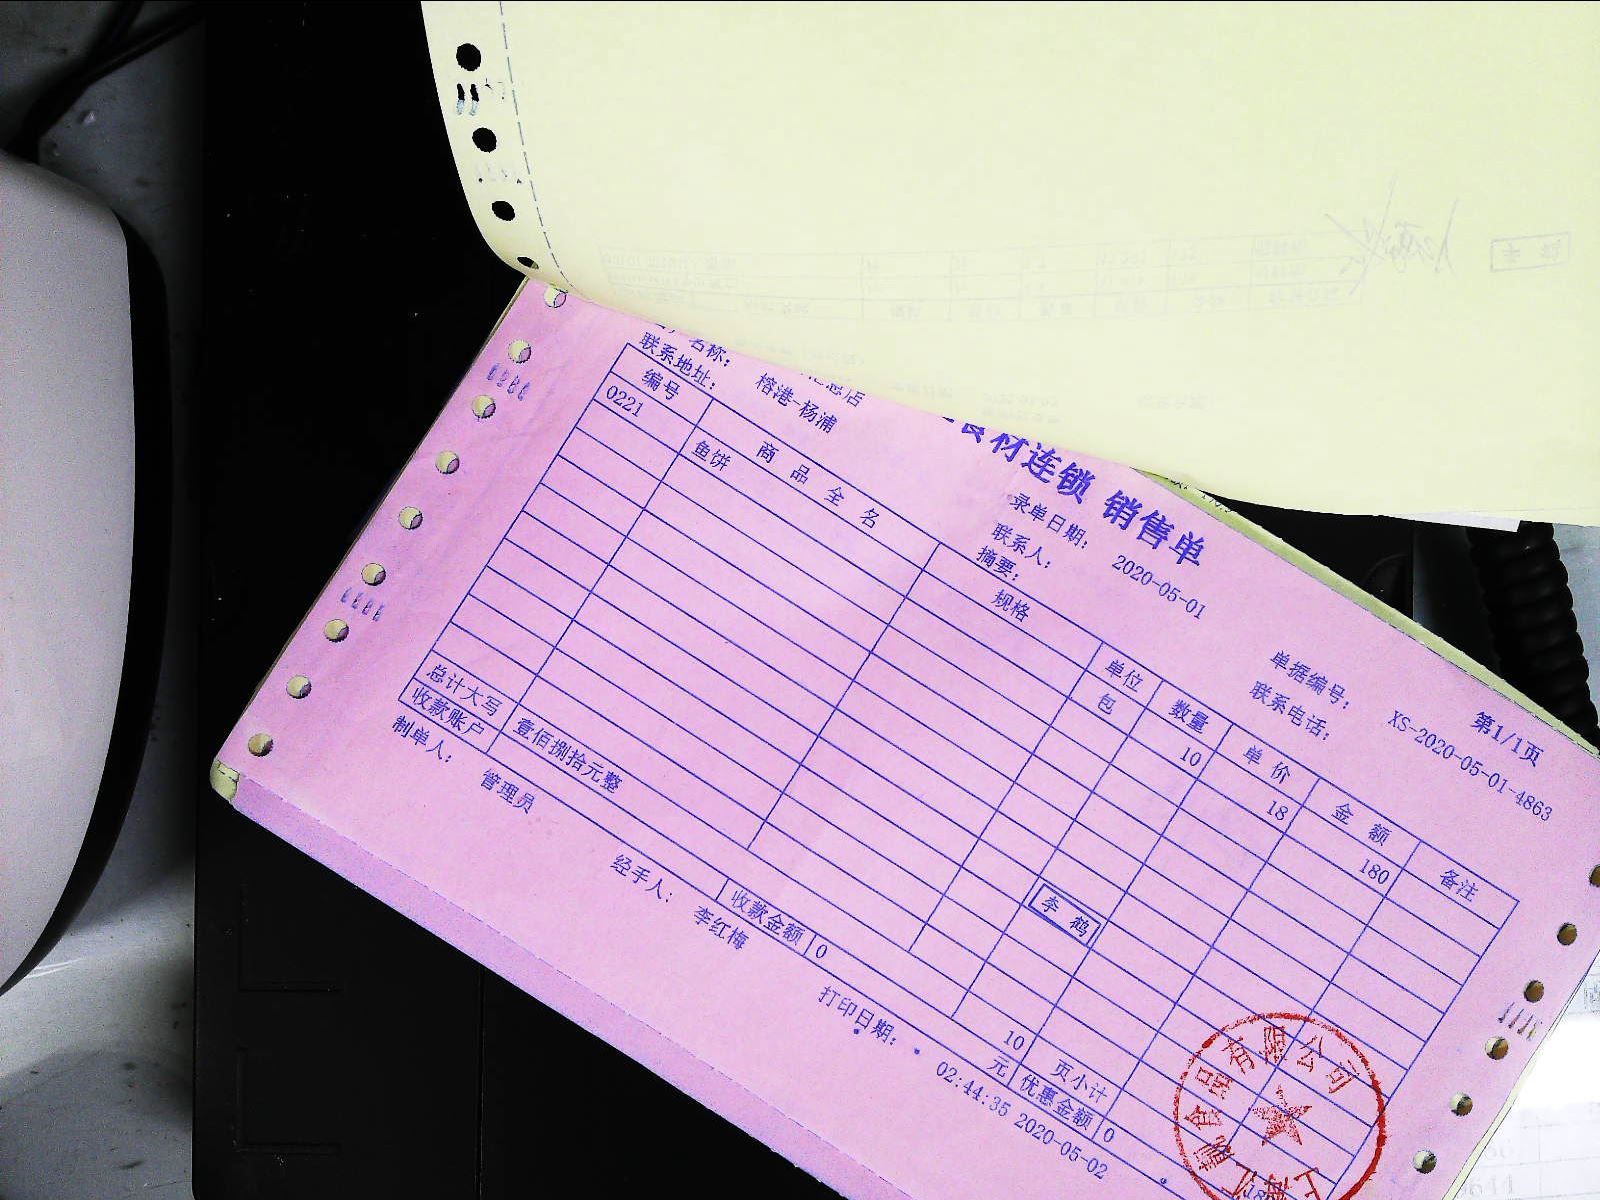 食材连锁 销售单
第1/1页
名称：
录单日期： 2020-05-01
单据编号： XS-2020-05-01-4863
联系地址： 榕港-杨浦
联系人：
联系电话：
摘要：
编号 商品全名 规格 单位 数量 单价 金额 备注
0221 鱼饼 包 10 18 180
李鹤
10 页小计
总计大写 壹佰捌拾元整 元
收款账户 收款金额 0 优惠金额 0
制单人： 管理员 经手人： 李红梅 打印日期： 02:44:35 2020-05-02
有限公司